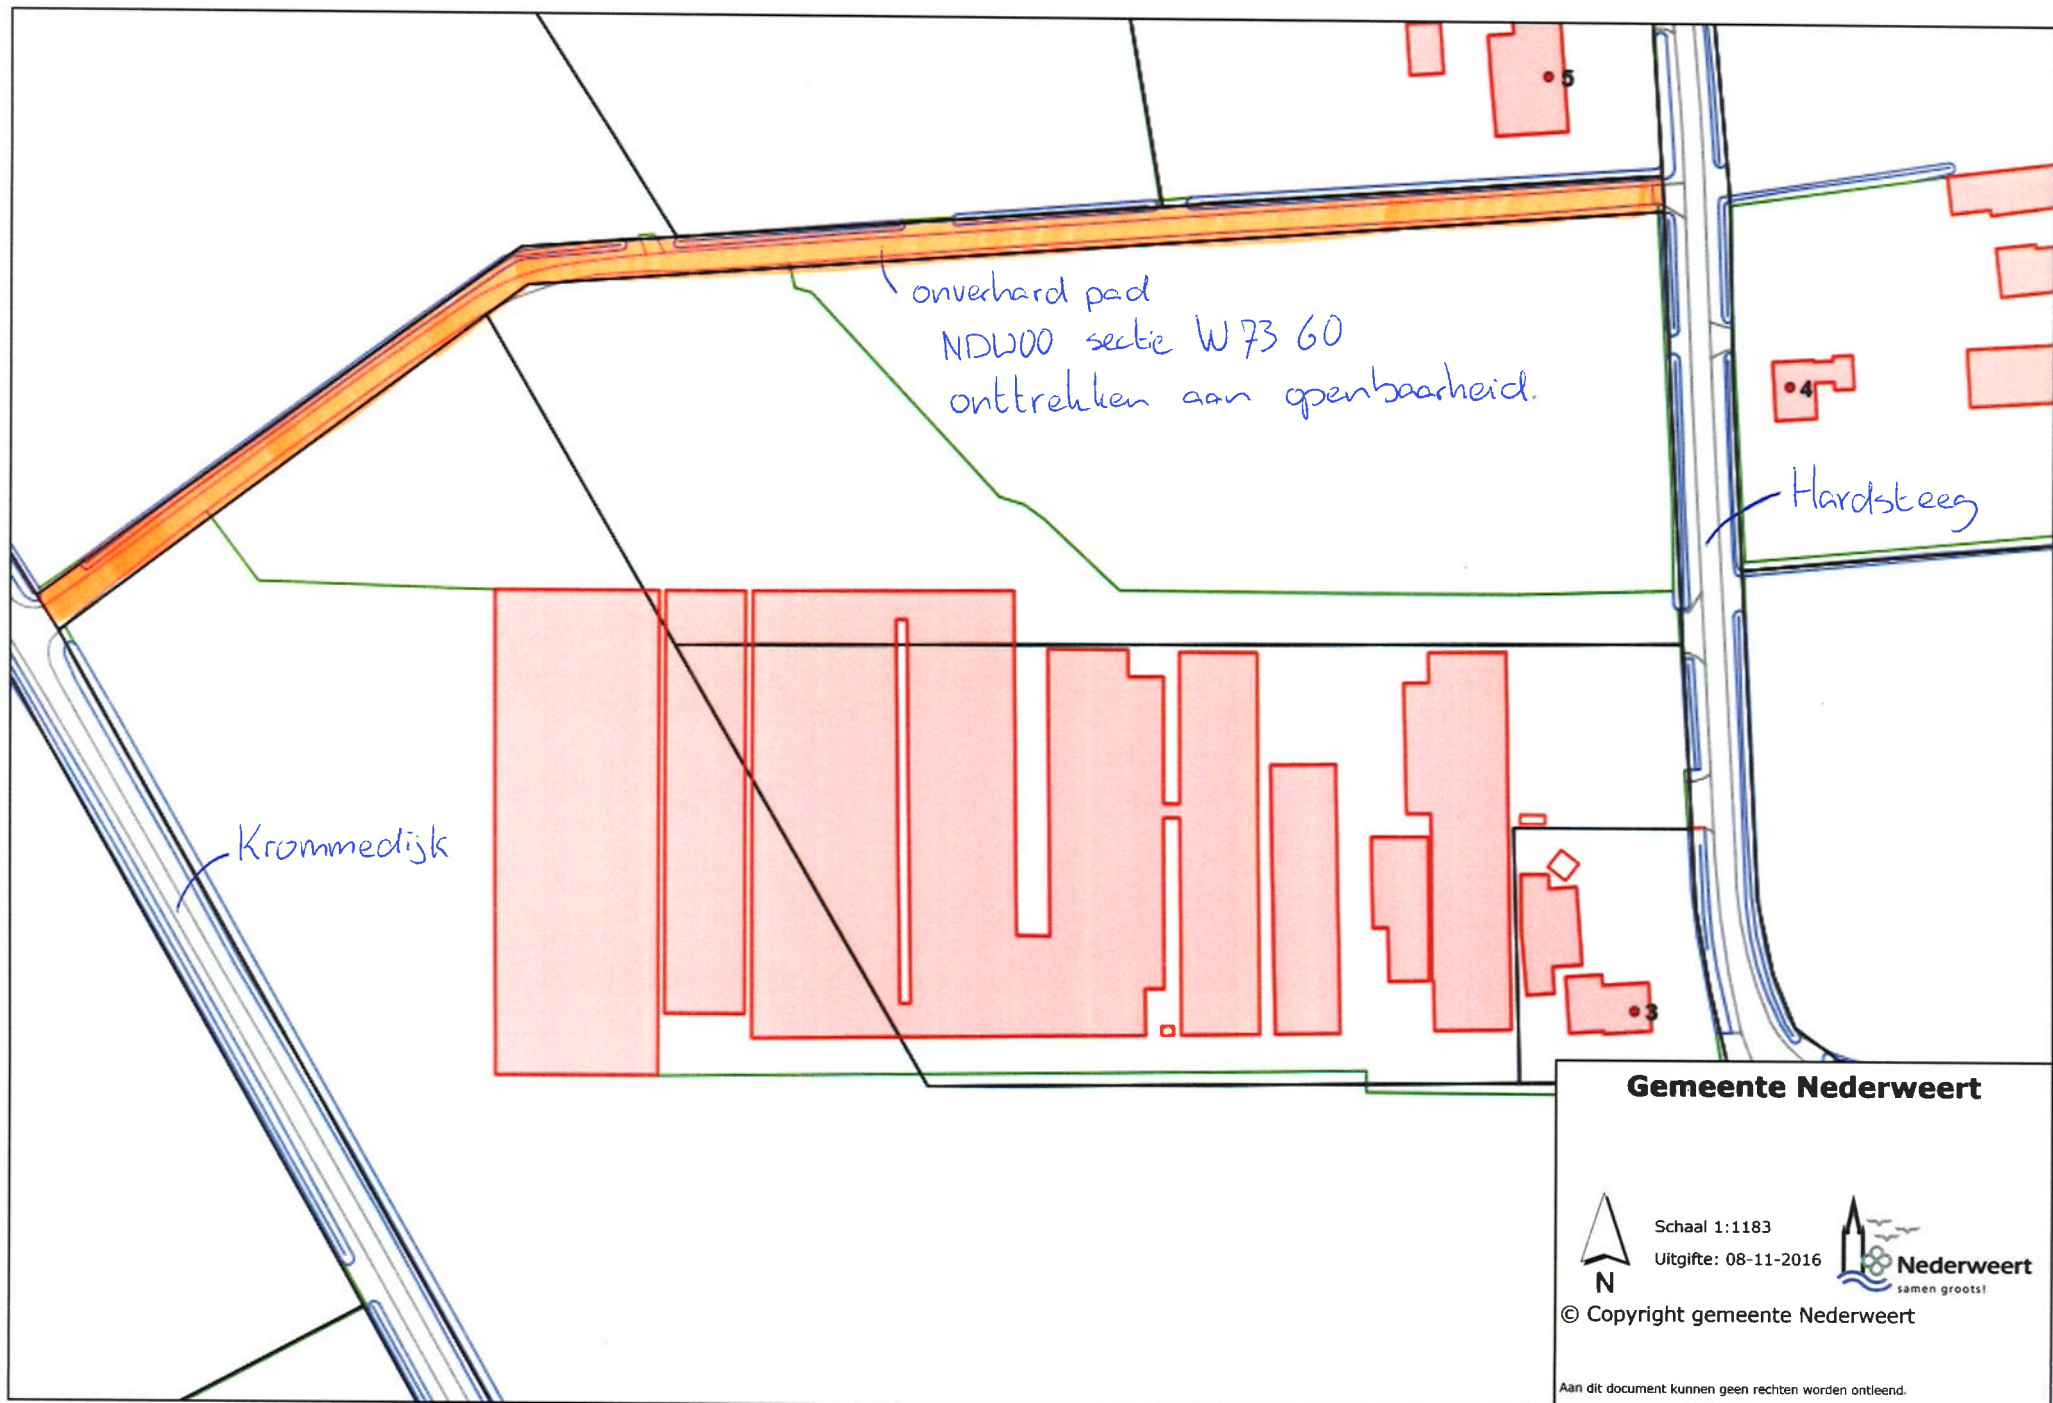 5
onverhard pad
NDW00 sectie W 73 60
onttrekken aan openbaarheid.
4
Hardsteeg
Krommedijk
3
Gemeente Nederweert
Schaal 1:1183
Uitgifte: 08-11-2016
N
Nederweert
samen groots!
© Copyright gemeente Nederweert
Aan dit document kunnen geen rechten worden ontleend.